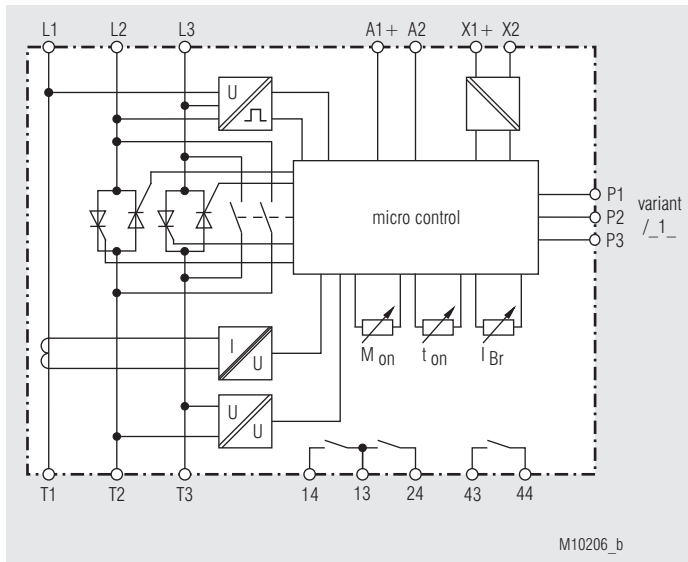 L1 L2 L3 A1+ A2 X1+ X2
U
micro control
P1
P2
P3
variant
/_1_
I
U
M on t on I Br
U
U
T1 T2 T3 14 13 24 43 44
M10206_b